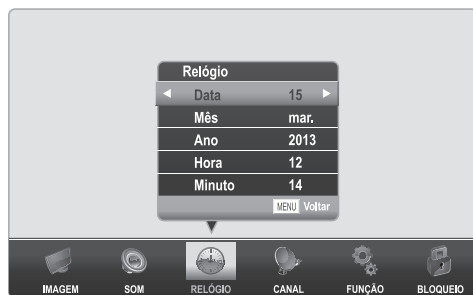 Relógio
Data 15
Mês mar.
Ano 2013
Hora 12
Minuto 14
MENU Voltar
IMAGEM SOM RELÓGIO CANAL FUNÇÃO BLOQUEIO